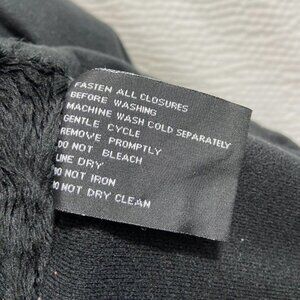 FASTEN ALL CLOSURES
BEFORE WASHING
MACHINE WASH COLD SEPARATELY
GENTLE CYCLE
REMOVE PROMPTLY
DO NOT BLEACH
LINE DRY
DO NOT IRON
DO NOT DRY CLEAN